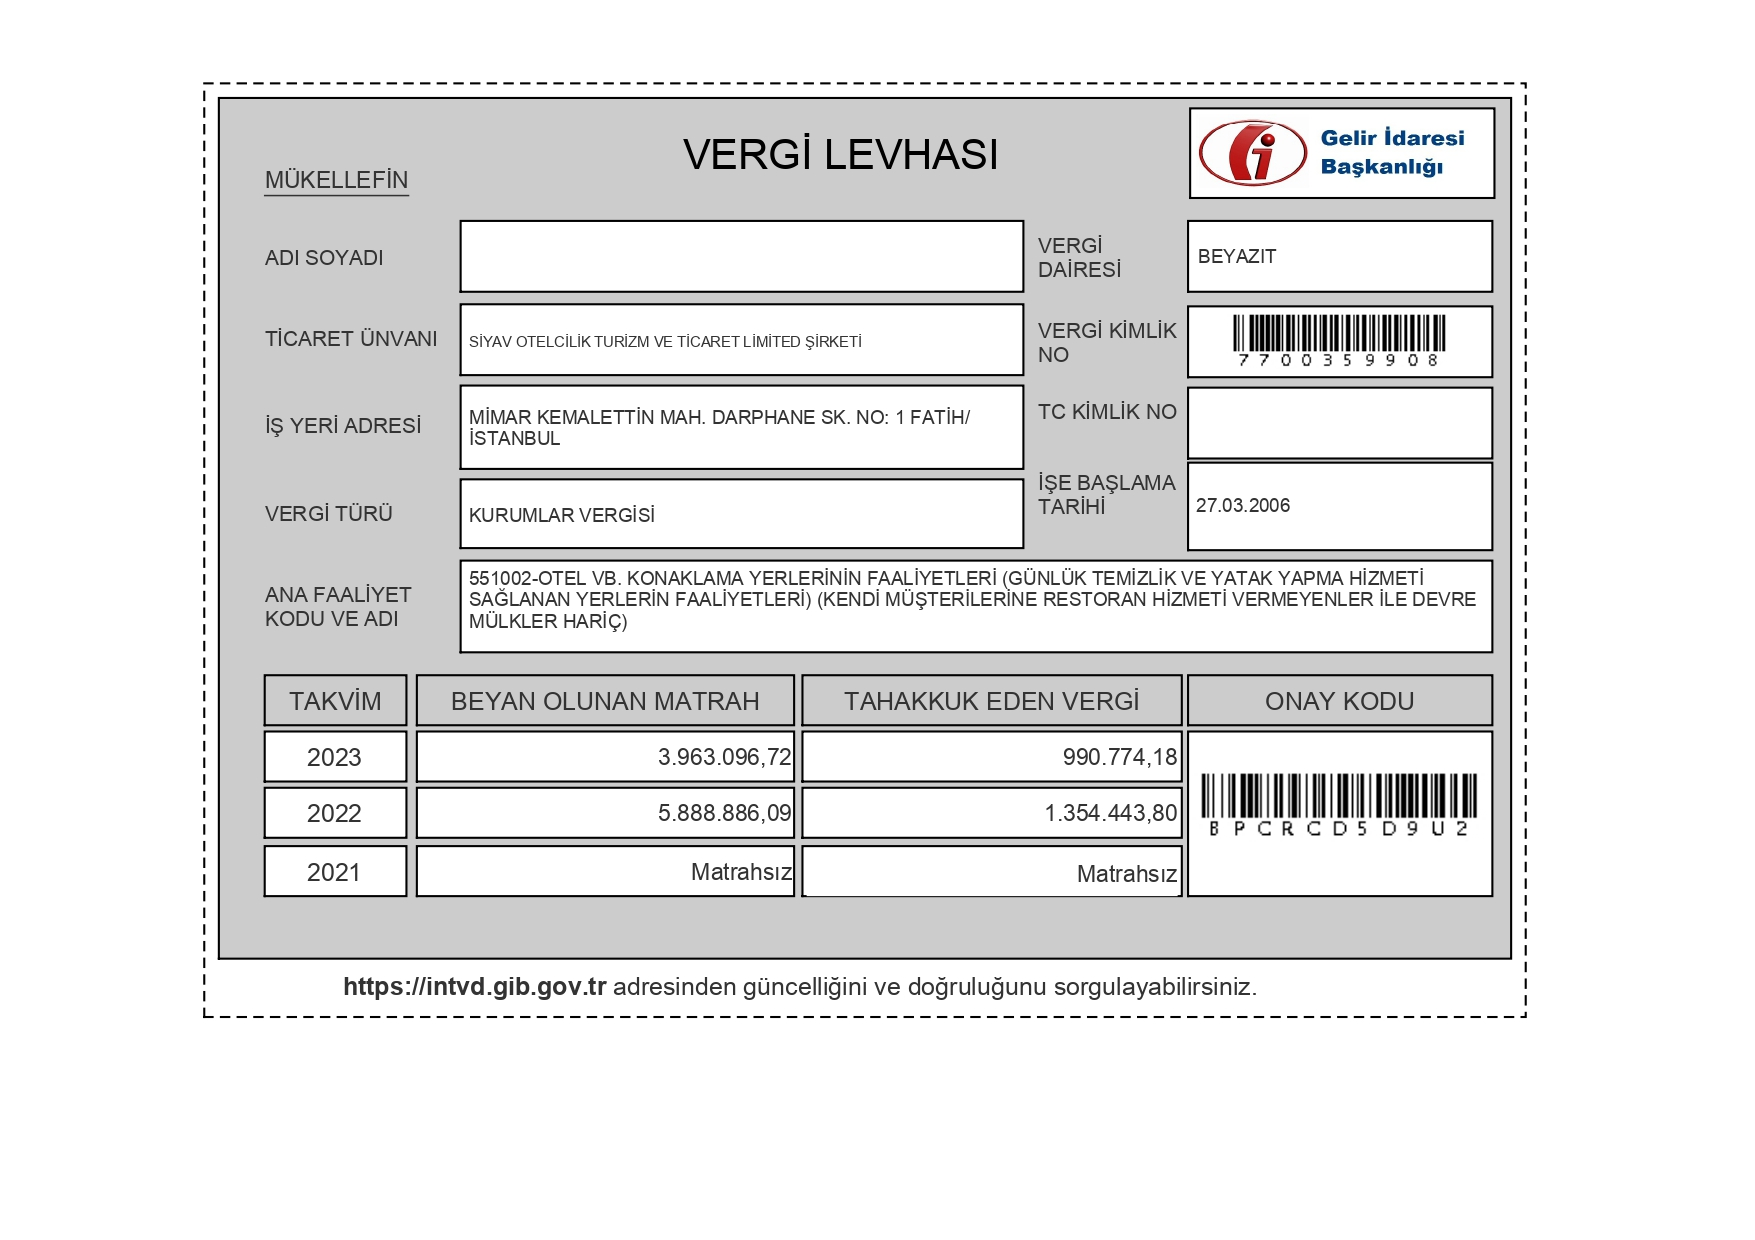 VERGİ LEVHASI
Gelir İdaresi
Başkanlığı
MÜKELLEFİN
ADI SOYADI
VERGİ
DAİRESİ
BEYAZIT
TİCARET ÜNVANI
SİYAV OTELCİLİK TURİZM VE TİCARET LİMİTED ŞİRKETİ
VERGİ KİMLİK
NO
7700359908
İŞ YERİ ADRESİ
MİMAR KEMALETTİN MAH. DARPHANE SK. NO: 1 FATİH/
İSTANBUL
TC KİMLİK NO
VERGİ TÜRÜ
KURUMLAR VERGİSİ
İŞE BAŞLAMA
TARİHİ
27.03.2006
ANA FAALİYET
KODU VE ADI
551002-OTEL VB. KONAKLAMA YERLERİNİN FAALİYETLERİ (GÜNLÜK TEMİZLİK VE YATAK YAPMA HİZMETİ
SAĞLANAN YERLERİN FAALİYETLERİ) (KENDİ MÜŞTERİLERİNE RESTORAN HİZMETİ VERMEYENLER İLE DEVRE
MÜLKLER HARİÇ)
TAKVİM BEYAN OLUNAN MATRAH TAHAKKUK EDEN VERGİ ONAY KODU
2023 3.963.096,72 990.774,18
2022 5.888.886,09 1.354.443,80
BPCRCD5D9U2
2021 Matrahsız Matrahsız
https://intvd.gib.gov.tr adresinden güncelliğini ve doğruluğunu sorgulayabilirsiniz.